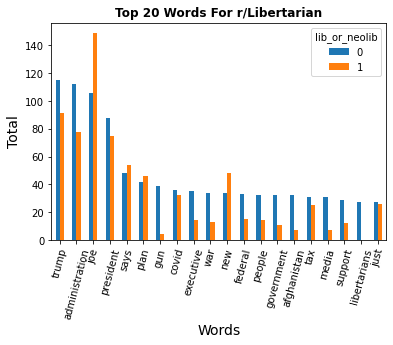 Top 20 Words For r/Libertarian
lib_or_neolib
0
1
Total
140
120
100
80
60
40
20
0
trump
administration
joe
president
says
plan
gun
covid
executive
war
new
federal
people
government
afghanistan
tax
media
support
libertarians
just
Words